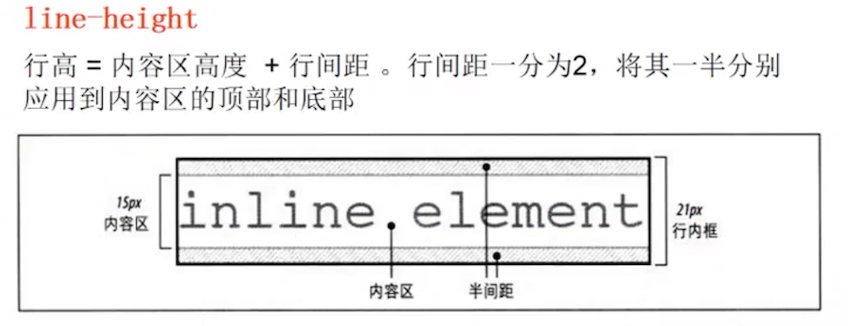 line-height
行高 = 内容区高度 + 行间距 。行间距一分为2，将其一半分别
应用到内容区的顶部和底部
15px
内容区
inline element
21px
行内框
内容区
半间距